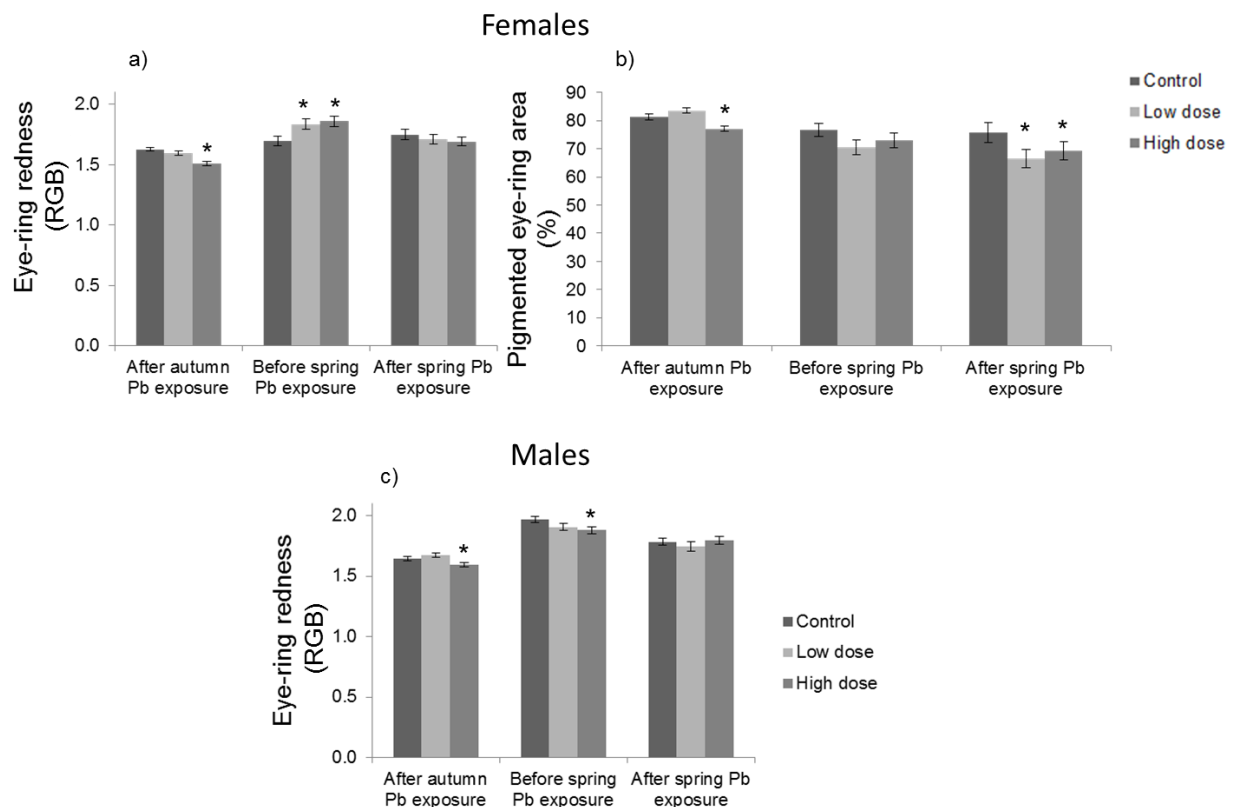 Females
a)
Eye-ring redness
(RGB)
2.0
1.5
1.0
0.5
0.0
* * *
After autumn
Pb exposure
Before spring
Pb exposure
After spring Pb
exposure
b)
Pigmented eye-ring area
(%)
90
80
70
60
50
40
30
20
10
0
* * *
After autumn Pb
exposure
Before spring Pb
exposure
After spring Pb
exposure
Control
Low dose
High dose
Males
c)
Eye-ring redness
(RGB)
2.0
1.5
1.0
0.5
0.0
* *
After autumn
Pb exposure
Before spring
Pb exposure
After spring Pb
exposure
Control
Low dose
High dose